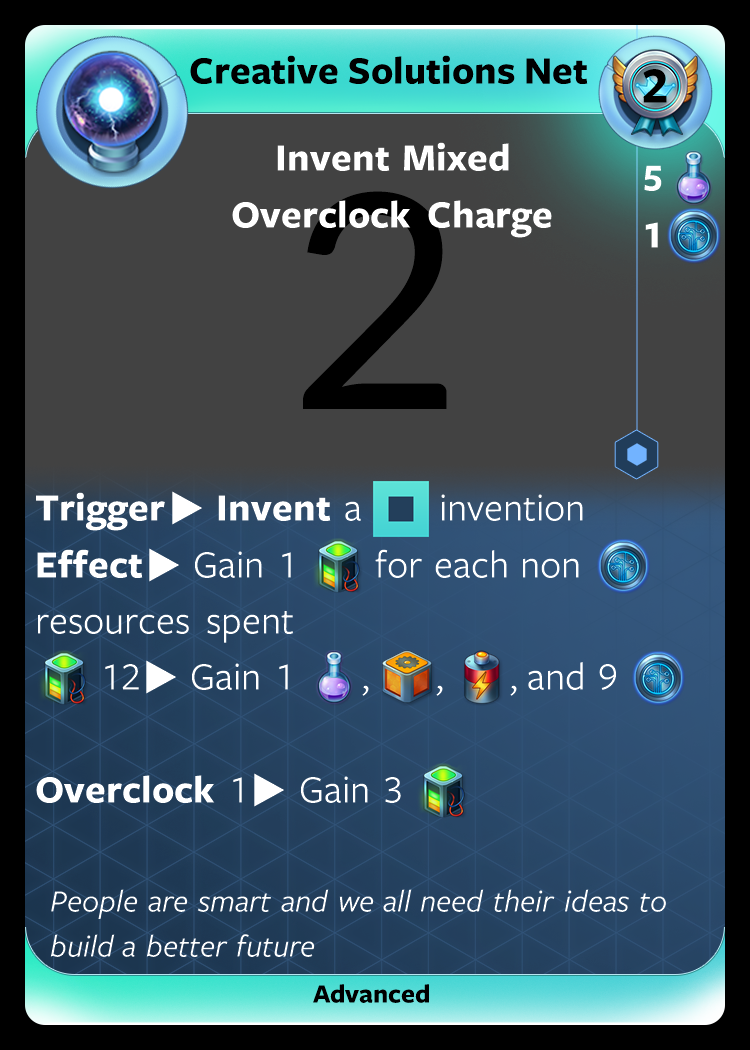 Creative Solutions Net
2
Invent Mixed
Overclock Charge
5
1
2
Trigger▶ Invent a invention
Effect▶ Gain 1 for each non
resources spent
12▶ Gain 1 , , , and 9
Overclock 1▶ Gain 3
People are smart and we all need their ideas to
build a better future
Advanced